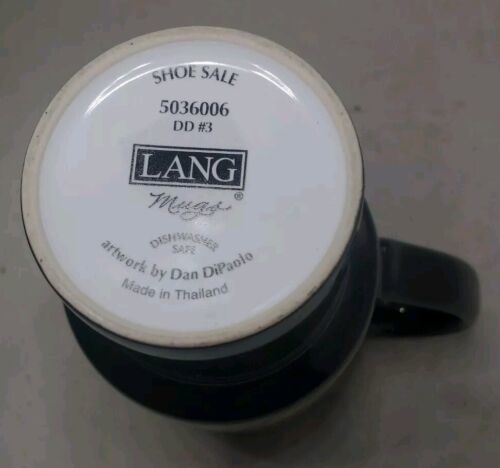 SHOE SALE
5036006
DD #3
LANG
®
Mugs
DISHWASHER
SAFE
artwork by Dan DiPaolo
Made in Thailand